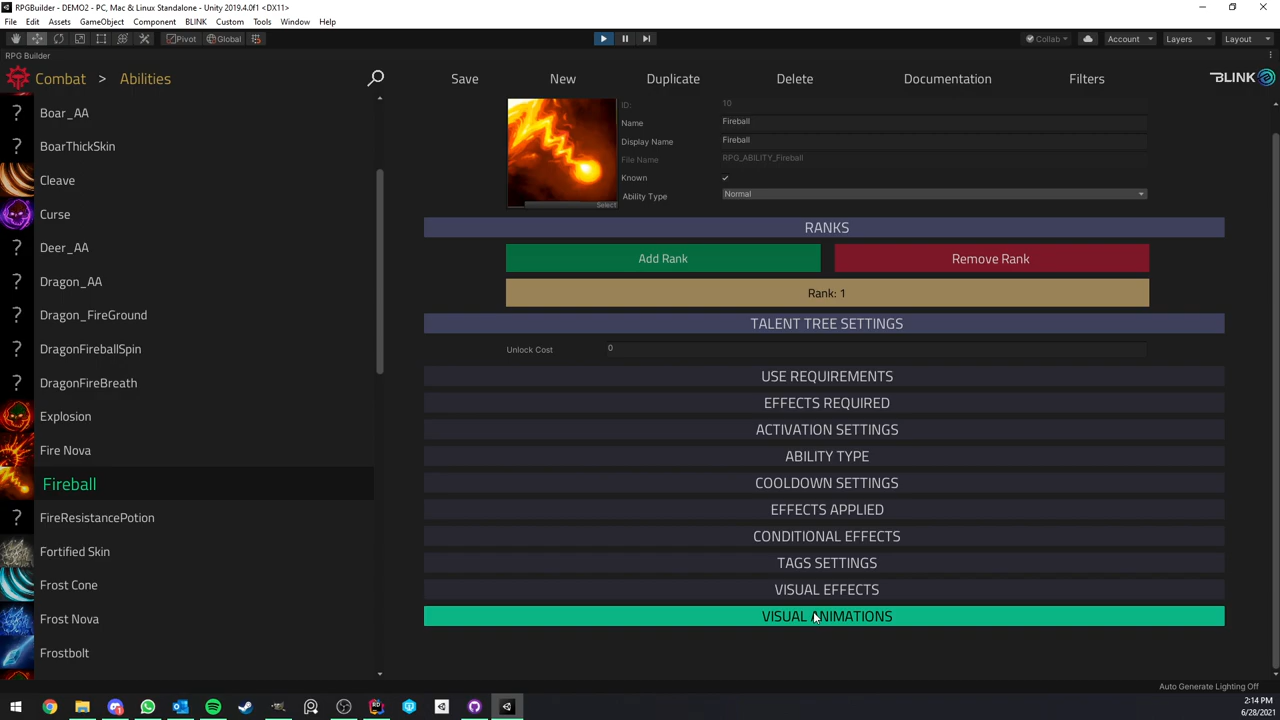 RPGBuilder - DEMO2 - PC, Mac & Linux Standalone - Unity 2019.4.0f1 <DX11>
File Edit Assets GameObject Component BLINK Custom Tools Window Help
Pivot Global Collab Account Layers Layout
RPG Builder
Combat > Abilities Save New Duplicate Delete Documentation Filters BLINK
Boar_AA
BoarThickSkin
Cleave
Curse
Deer_AA
Dragon_AA
Dragon_FireGround
DragonFireballSpin
DragonFireBreath
Explosion
Fire Nova
Fireball
FireResistancePotion
Fortified Skin
Frost Cone
Frost Nova
Frostbolt
Select
ID: 10
Name Fireball
Display Name Fireball
File Name RPG_ABILITY_Fireball
Known
Ability Type Normal
RANKS
Add Rank Remove Rank
Rank: 1
TALENT TREE SETTINGS
Unlock Cost 0
USE REQUIREMENTS
EFFECTS REQUIRED
ACTIVATION SETTINGS
ABILITY TYPE
COOLDOWN SETTINGS
EFFECTS APPLIED
CONDITIONAL EFFECTS
TAGS SETTINGS
VISUAL EFFECTS
VISUAL ANIMATIONS
Auto Generate Lighting Off
2:14 PM
6/28/2021